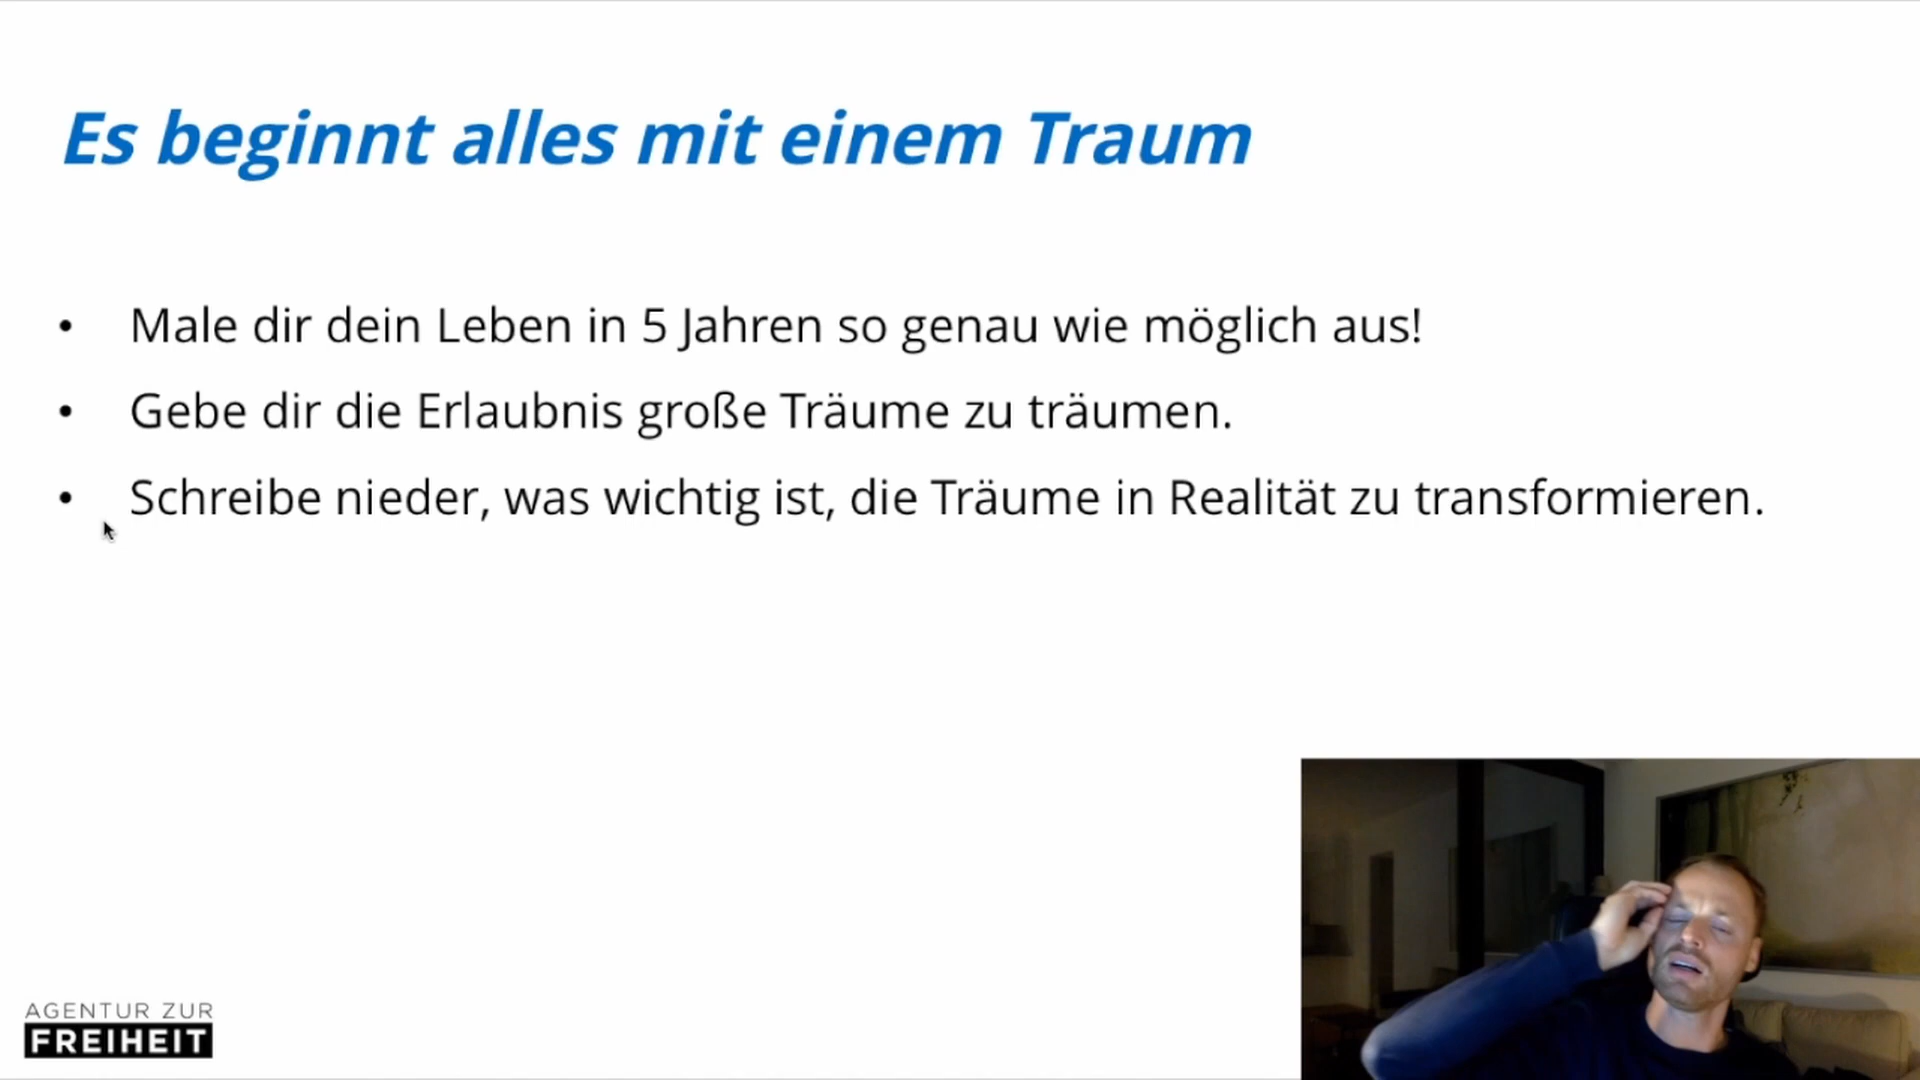 Es beginnt alles mit einem Traum
• Male dir dein Leben in 5 Jahren so genau wie möglich aus!
• Gebe dir die Erlaubnis große Träume zu träumen.
• Schreibe nieder, was wichtig ist, die Träume in Realität zu transformieren.
AGENTUR ZUR
FREIHEIT